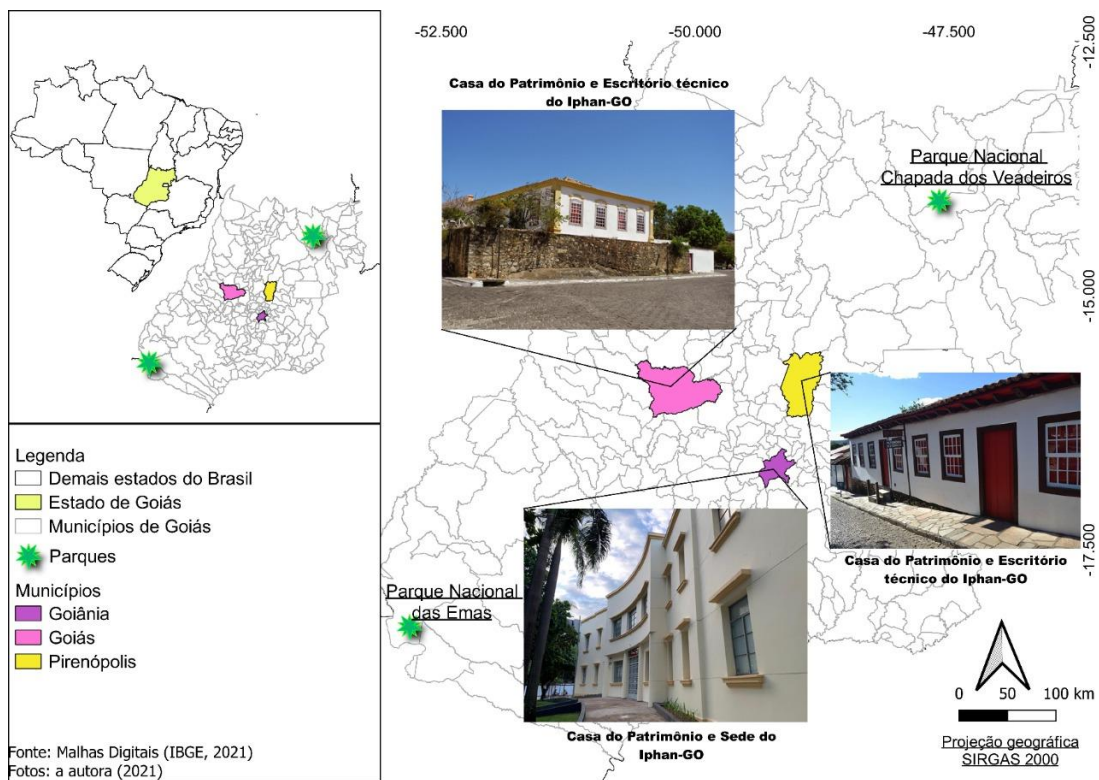 -52.500
-50.000
-47.500
-12.500
Casa do Patrimônio e Escritório técnico
do Iphan-GO
Parque Nacional
Chapada dos Veadeiros
-15.000
Legenda
Demais estados do Brasil
Estado de Goiás
Municípios de Goiás
Parques
Municípios
Goiânia
Goiás
Pirenópolis
Fonte: Malhas Digitais (IBGE, 2021)
Fotos: a autora (2021)
Parque Nacional
das Emas
Casa do Patrimônio e Escritório
técnico do Iphan-GO
-17.500
Casa do Patrimônio e Sede do
Iphan-GO
0 50 100 km
Projeção geográfica
SIRGAS 2000